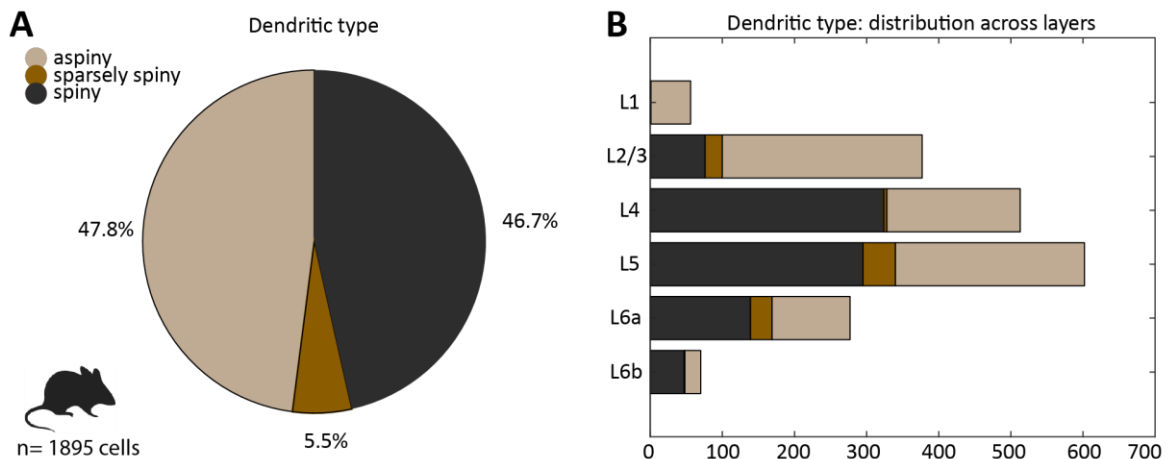 A
Dendritic type
aspiny
sparsely spiny
spiny
47.8%
46.7%
5.5%
n= 1895 cells
B
Dendritic type: distribution across layers
L1
L2/3
L4
L5
L6a
L6b
0 100 200 300 400 500 600 700